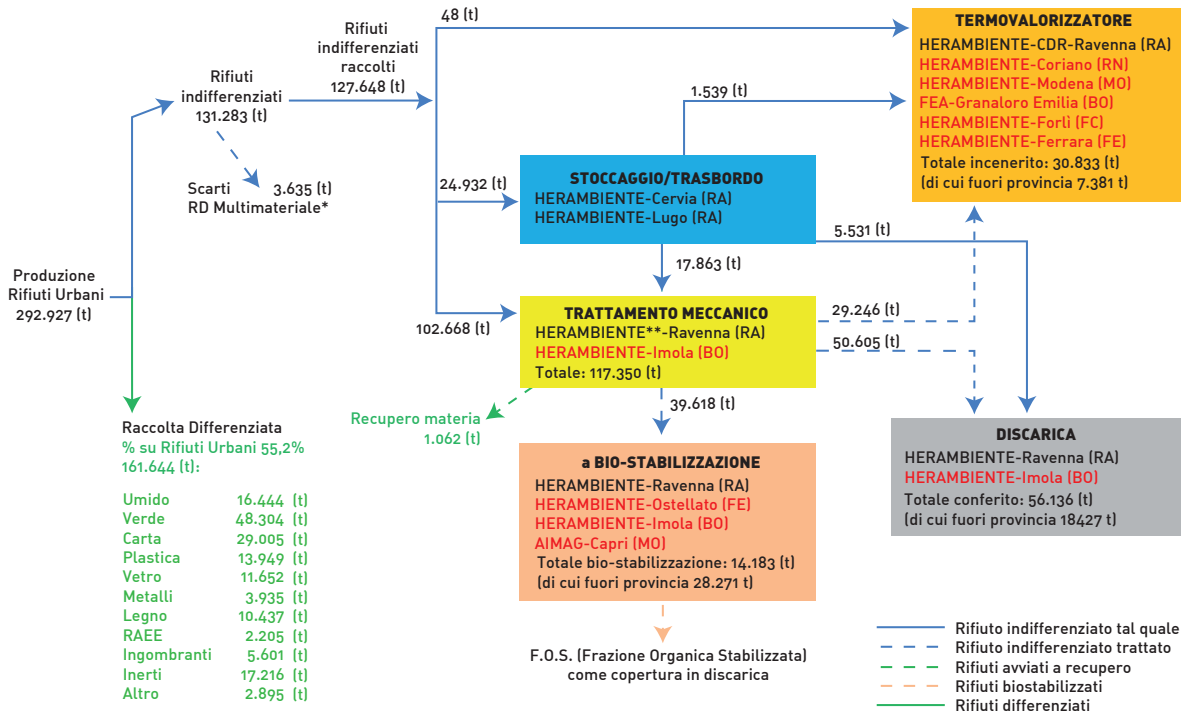 Produzione
Rifiuti Urbani
292.927 (t)
Rifiuti
indifferenziati
131.283 (t)
Scarti 3.635 (t)
RD Multimateriale*
Rifiuti
indifferenziati
raccolti
127.648 (t)
48 (t)
24.932 (t)
102.668 (t)
1.539 (t)
TERMOVALORIZZATORE
HERAMBIENTE-CDR-Ravenna (RA)
HERAMBIENTE-Coriano (RN)
HERAMBIENTE-Modena (MO)
FEA-Granaloro Emilia (BO)
HERAMBIENTE-Forlì (FC)
HERAMBIENTE-Ferrara (FE)
Totale incenerito: 30.833 (t)
(di cui fuori provincia 7.381 t)
STOCCAGGIO/TRASBORDO
HERAMBIENTE-Cervia (RA)
HERAMBIENTE-Lugo (RA)
5.531 (t)
17.863 (t)
TRATTAMENTO MECCANICO
HERAMBIENTE**-Ravenna (RA)
HERAMBIENTE-Imola (BO)
Totale: 117.350 (t)
29.246 (t)
50.605 (t)
39.618 (t)
Recupero materia
1.062 (t)
a BIO-STABILIZZAZIONE
HERAMBIENTE-Ravenna (RA)
HERAMBIENTE-Ostellato (FE)
HERAMBIENTE-Imola (BO)
AIMAG-Capri (MO)
Totale bio-stabilizzazione: 14.183 (t)
(di cui fuori provincia 28.271 t)
F.O.S. (Frazione Organica Stabilizzata)
come copertura in discarica
DISCARICA
HERAMBIENTE-Ravenna (RA)
HERAMBIENTE-Imola (BO)
Totale conferito: 56.136 (t)
(di cui fuori provincia 18427 t)
Raccolta Differenziata
% su Rifiuti Urbani 55,2%
161.644 (t):
Umido 16.444 (t)
Verde 48.304 (t)
Carta 29.005 (t)
Plastica 13.949 (t)
Vetro 11.652 (t)
Metalli 3.935 (t)
Legno 10.437 (t)
RAEE 2.205 (t)
Ingombranti 5.601 (t)
Inerti 17.216 (t)
Altro 2.895 (t)
Rifiuto indifferenziato tal quale
Rifiuto indifferenziato trattato
Rifiuti avviati a recupero
Rifiuti biostabilizzati
Rifiuti differenziati